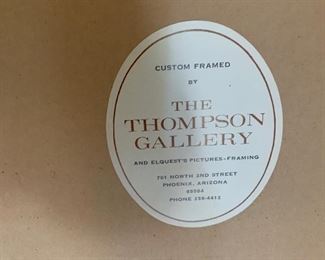 CUSTOM FRAMED
BY
THE
THOMPSON
GALLERY
AND ELQUEST'S PICTURES-FRAMING
701 NORTH 2ND STREET
PHOENIX, ARIZONA
85004
PHONE 258-4412